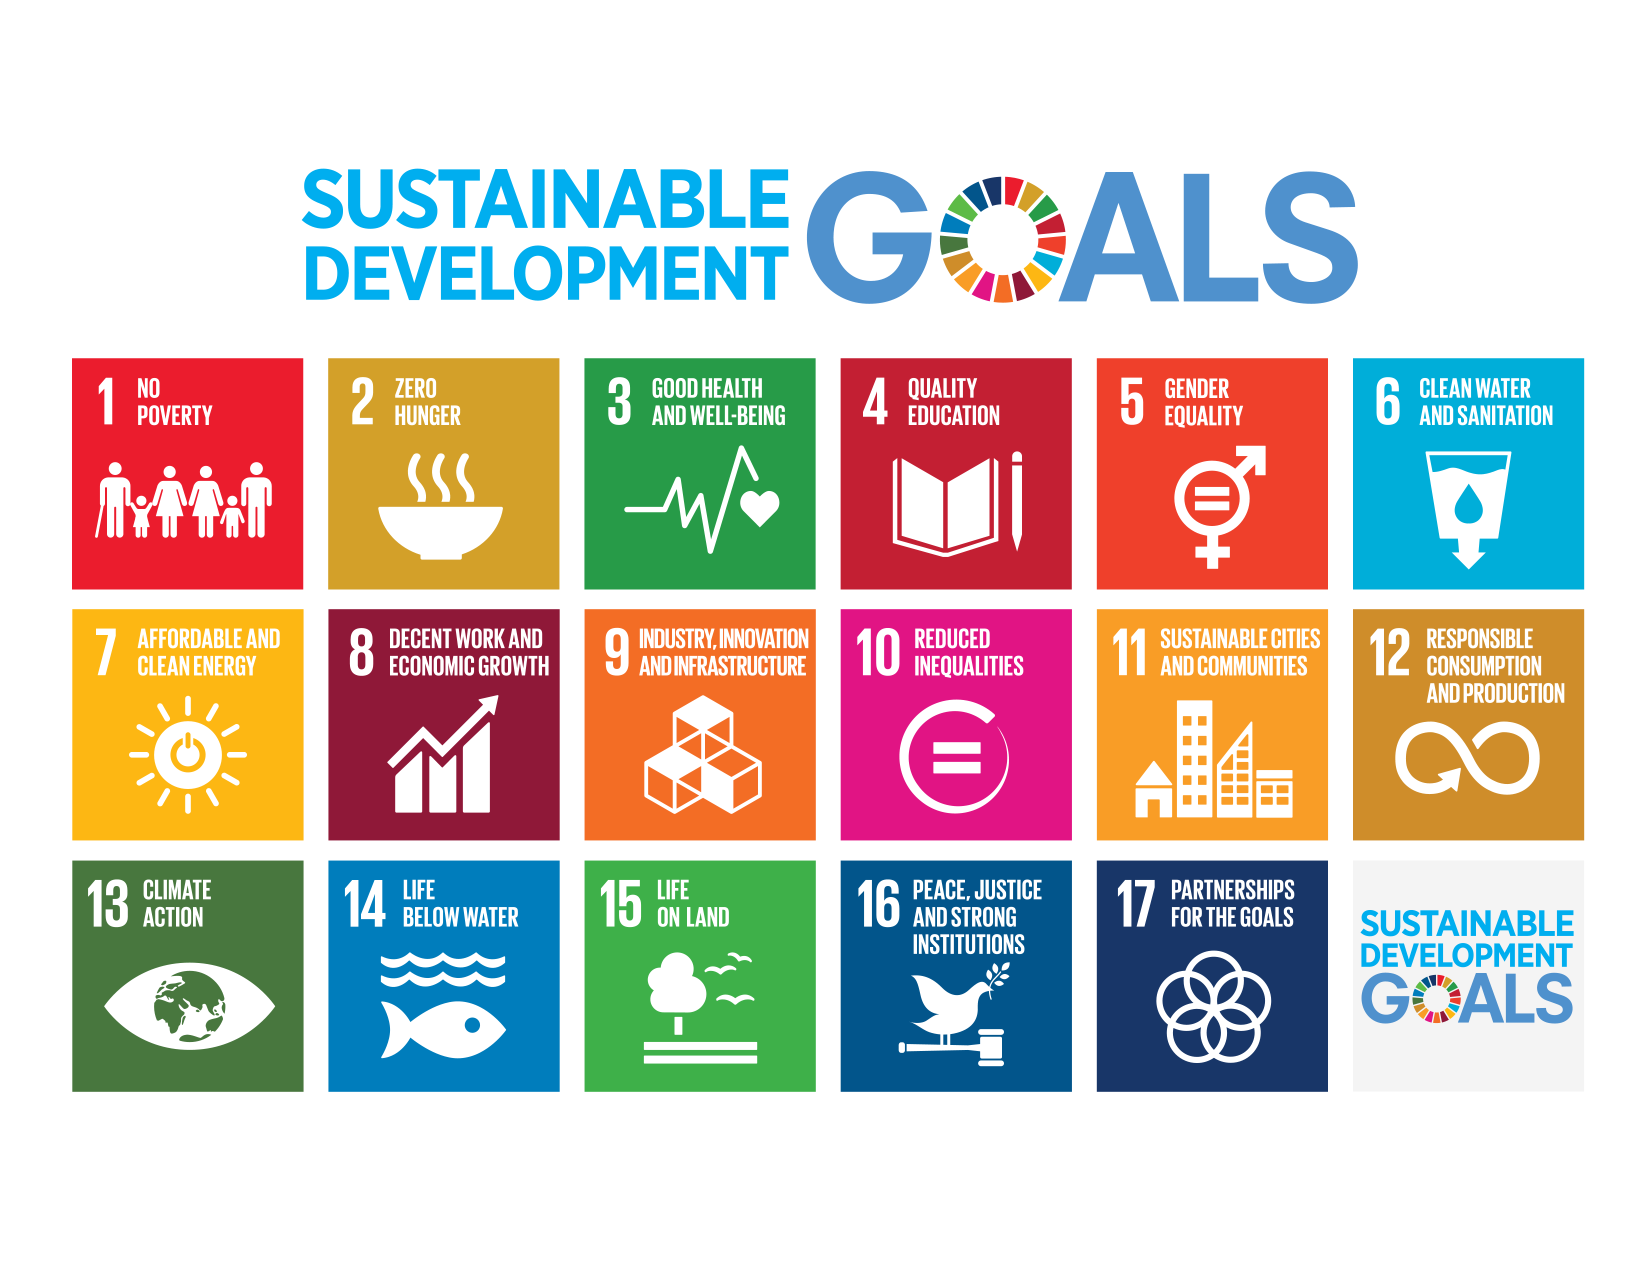 SUSTAINABLE
DEVELOPMENT
GOALS
1 NO
POVERTY
2 ZERO
HUNGER
3 GOOD HEALTH
AND WELL-BEING
4 QUALITY
EDUCATION
5 GENDER
EQUALITY
6 CLEAN WATER
AND SANITATION
7 AFFORDABLE AND
CLEAN ENERGY
8 DECENT WORK AND
ECONOMIC GROWTH
9 INDUSTRY, INNOVATION
AND INFRASTRUCTURE
10 REDUCED
INEQUALITIES
11 SUSTAINABLE CITIES
AND COMMUNITIES
12 RESPONSIBLE
CONSUMPTION
AND PRODUCTION
13 CLIMATE
ACTION
14 LIFE
BELOW WATER
15 LIFE
ON LAND
16 PEACE, JUSTICE
AND STRONG
INSTITUTIONS
17 PARTNERSHIPS
FOR THE GOALS
SUSTAINABLE
DEVELOPMENT
GOALS